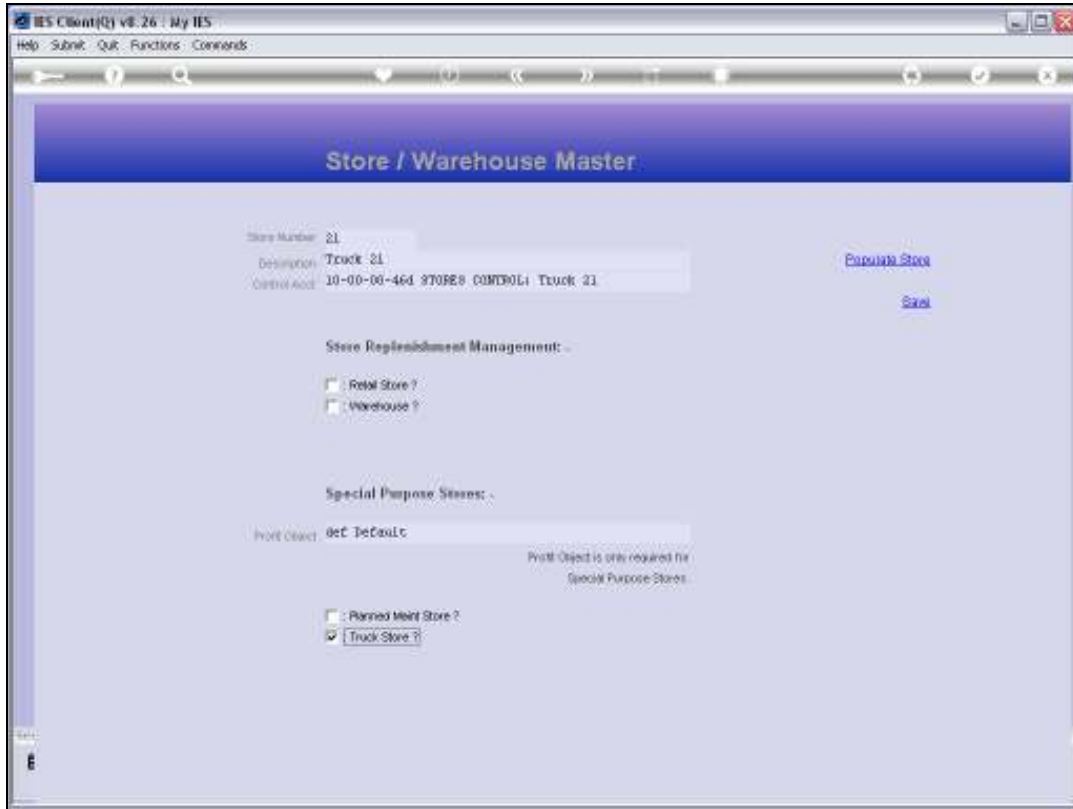 IES Client(Q) v8.26 : My IES
Help Submit Quit Functions Commands
Store / Warehouse Master
Store Number 21
Description Truck 21
Populate Store
Control Acct 10-00-00-46d STORES CONTROL: Truck 21
Save
Store Replenishment Management: -
: Retail Store ?
: Warehouse ?
Special Purpose Stores: -
Profit Object def Default
Profit Object is only required for
Special Purpose Stores.
: Planned Maint Store ?
: Truck Store ?